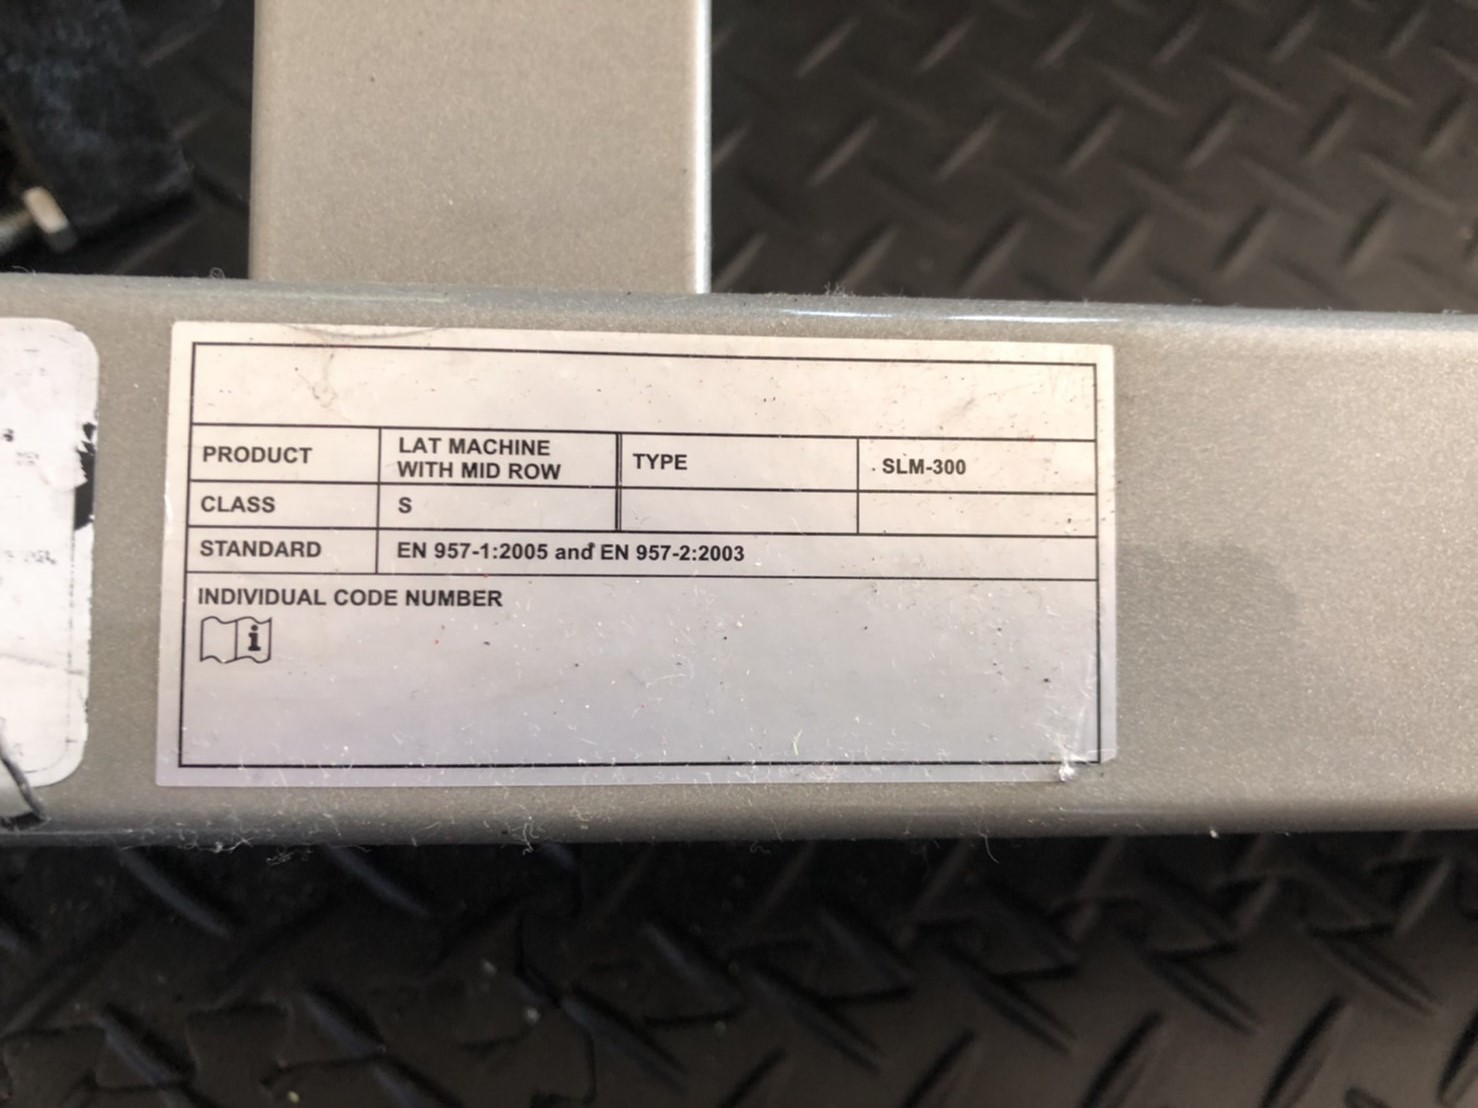 PRODUCT
LAT MACHINE
WITH MID ROW
TYPE
SLM-300
CLASS
S
STANDARD
EN 957-1:2005 and EN 957-2:2003
INDIVIDUAL CODE NUMBER
i